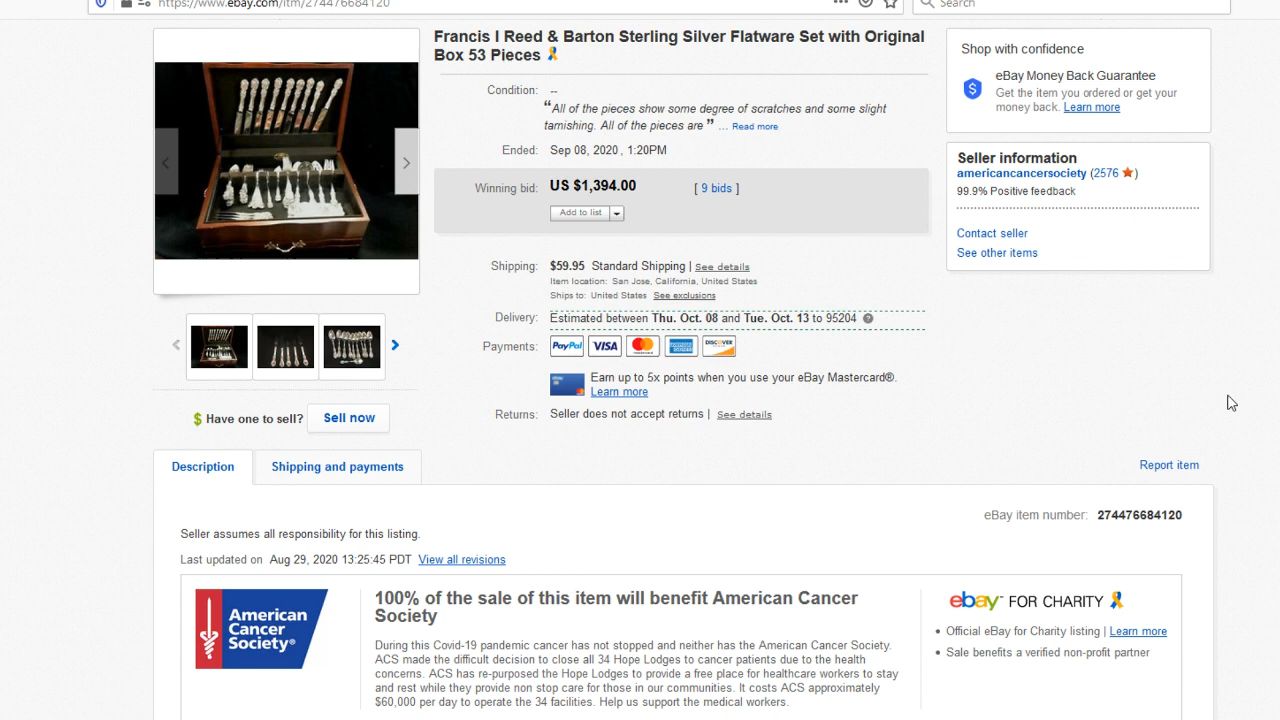 https://www.ebay.com/itm/274476684120
Search
Francis I Reed & Barton Sterling Silver Flatware Set with Original
Box 53 Pieces
Condition: --
“All of the pieces show some degree of scratches and some slight
tarnishing. All of the pieces are ” ... Read more
Ended: Sep 08, 2020 , 1:20PM
Winning bid: US $1,394.00 [ 9 bids ]
Add to list
Shipping: $59.95 Standard Shipping | See details
Item location: San Jose, California, United States
Ships to: United States See exclusions
Delivery: Estimated between Thu. Oct. 08 and Tue. Oct. 13 to 95204
Payments: PayPal VISA mastercard DISCOVER
Earn up to 5x points when you use your eBay Mastercard®.
Learn more
Returns: Seller does not accept returns | See details
Shop with confidence
eBay Money Back Guarantee
Get the item you ordered or get your
money back. Learn more
Seller information
americancancersociety (2576 )
99.9% Positive feedback
Contact seller
See other items
$ Have one to sell? Sell now
Description Shipping and payments
Report item
eBay item number: 274476684120
Seller assumes all responsibility for this listing.
Last updated on Aug 29, 2020 13:25:45 PDT View all revisions
American
Cancer
Society®
100% of the sale of this item will benefit American Cancer
Society
During this Covid-19 pandemic cancer has not stopped and neither has the American Cancer Society.
ACS made the difficult decision to close all 34 Hope Lodges to cancer patients due to the health
concerns. ACS has re-purposed the Hope Lodges to provide a free place for healthcare workers to stay
and rest while they provide non stop care for those in our communities. It costs ACS approximately
$60,000 per day to operate the 34 facilities. Help us support the medical workers.
ebay™ FOR CHARITY
• Official eBay for Charity listing | Learn more
• Sale benefits a verified non-profit partner